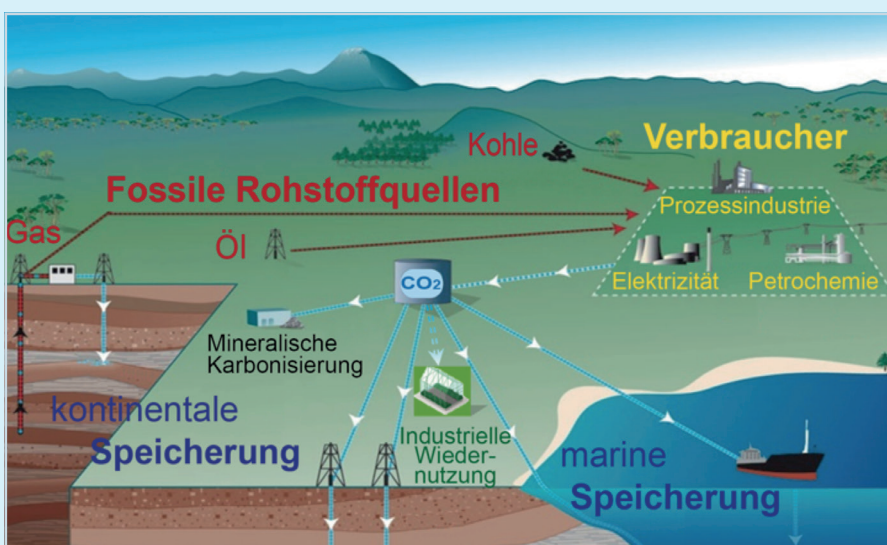 Kohle
Verbraucher
Fossile Rohstoffquellen
Prozessindustrie
Gas
Öl
Elektrizität
Petrochemie
CO₂
Mineralische
Karbonisierung
kontinentale
Speicherung
Industrielle
Wieder-
nutzung
marine
Speicherung